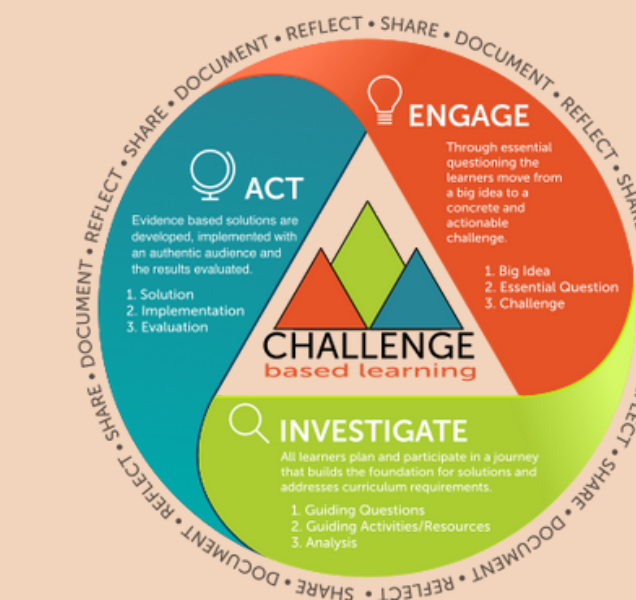 SHARE • DOCUMENT • REFLECT • SHARE • DOCUMENT • REFLECT • SHARE • DOCUMENT • REFLECT • SHARE • DOCUMENT • REFLECT • SHARE • DOCUMENT • REFLECT • SHARE
ENGAGE
Through essential
questioning the
learners move from
a big idea to a
concrete and
actionable
challenge.
1. Big Idea
2. Essential Question
3. Challenge
ACT
Evidence based solutions are
developed, implemented with
an authentic audience and
the results evaluated.
1. Solution
2. Implementation
3. Evaluation
CHALLENGE
based learning
INVESTIGATE
All learners plan and participate in a journey
that builds the foundation for solutions and
addresses curriculum requirements.
1. Guiding Questions
2. Guiding Activities/Resources
3. Analysis